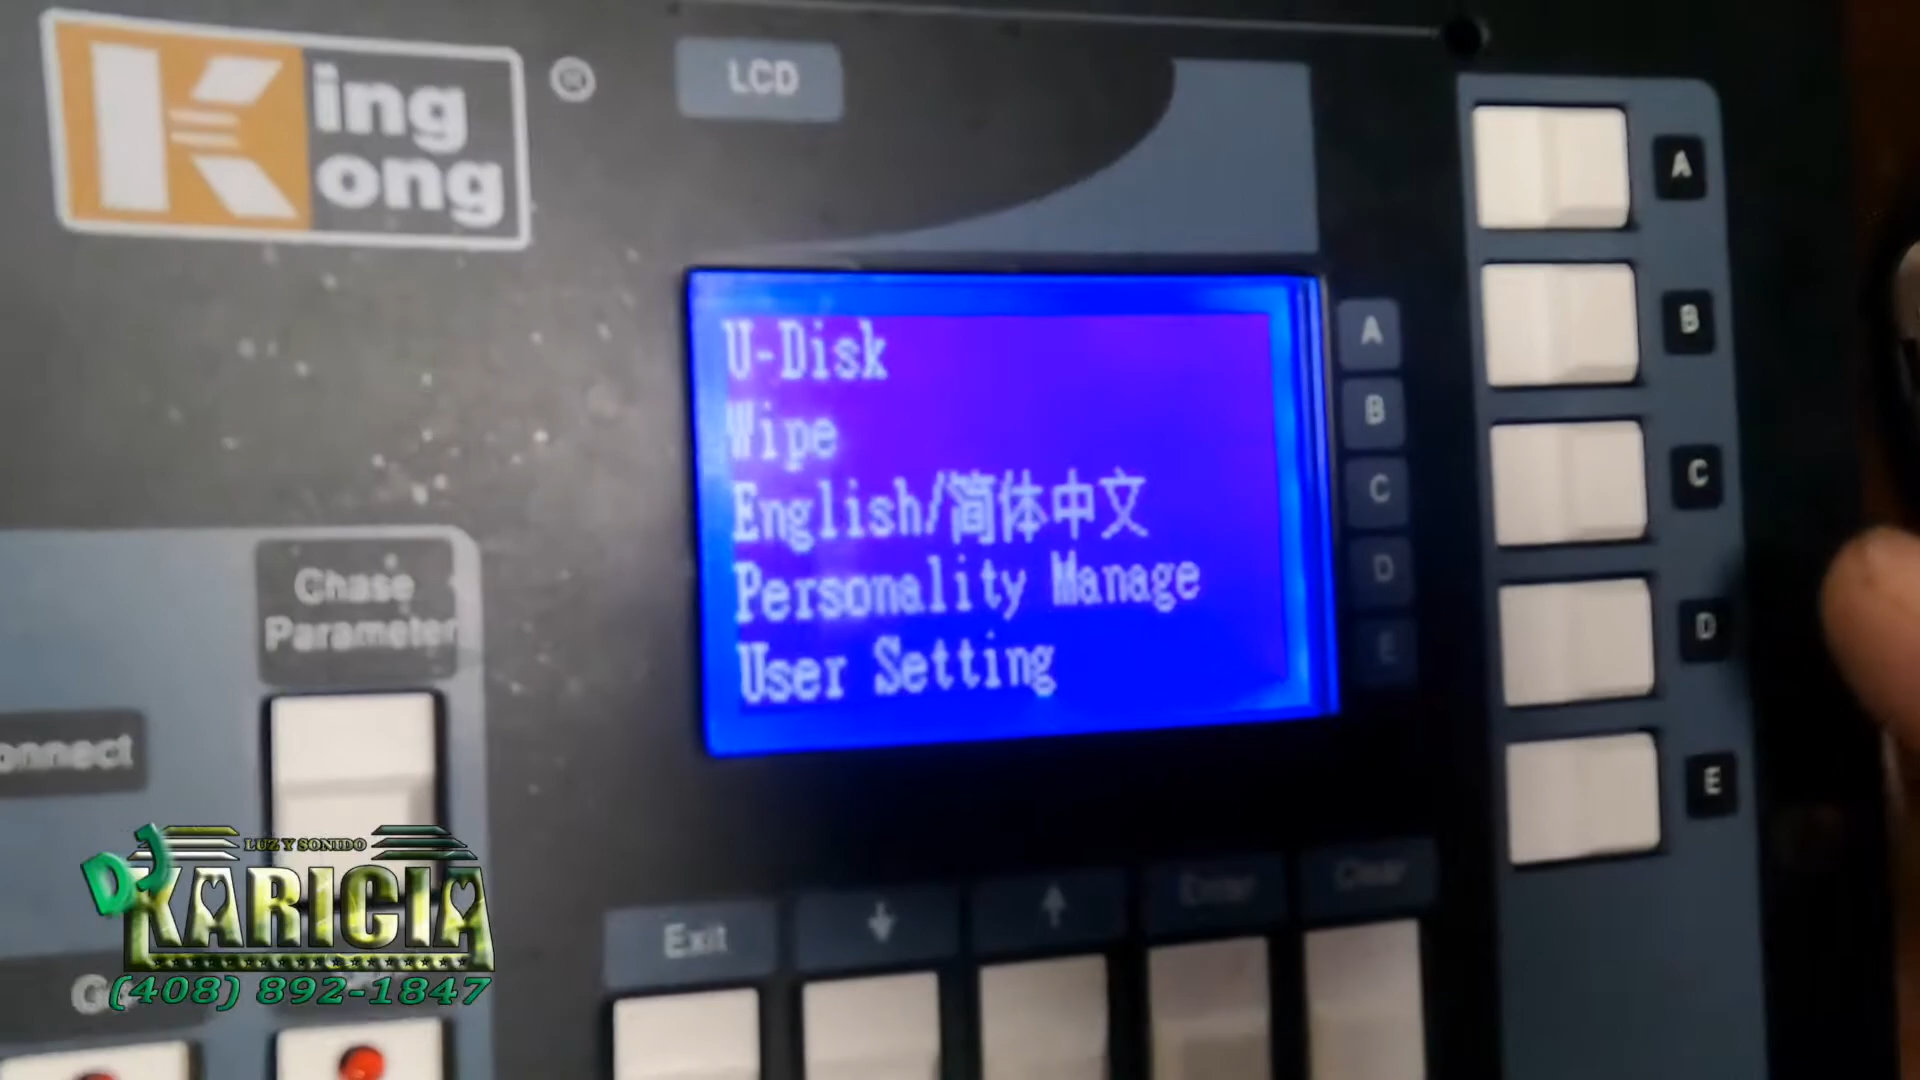 King Kong
®
LCD
A
B
C
D
E
U-Disk
Wipe
English/简体中文
Personality Manage
User Setting
A
B
C
D
E
Chase
Parameter
onnect
Exit
Enter
Clear
LUZ Y SONIDO
DJ KARICIA
(408) 892-1847